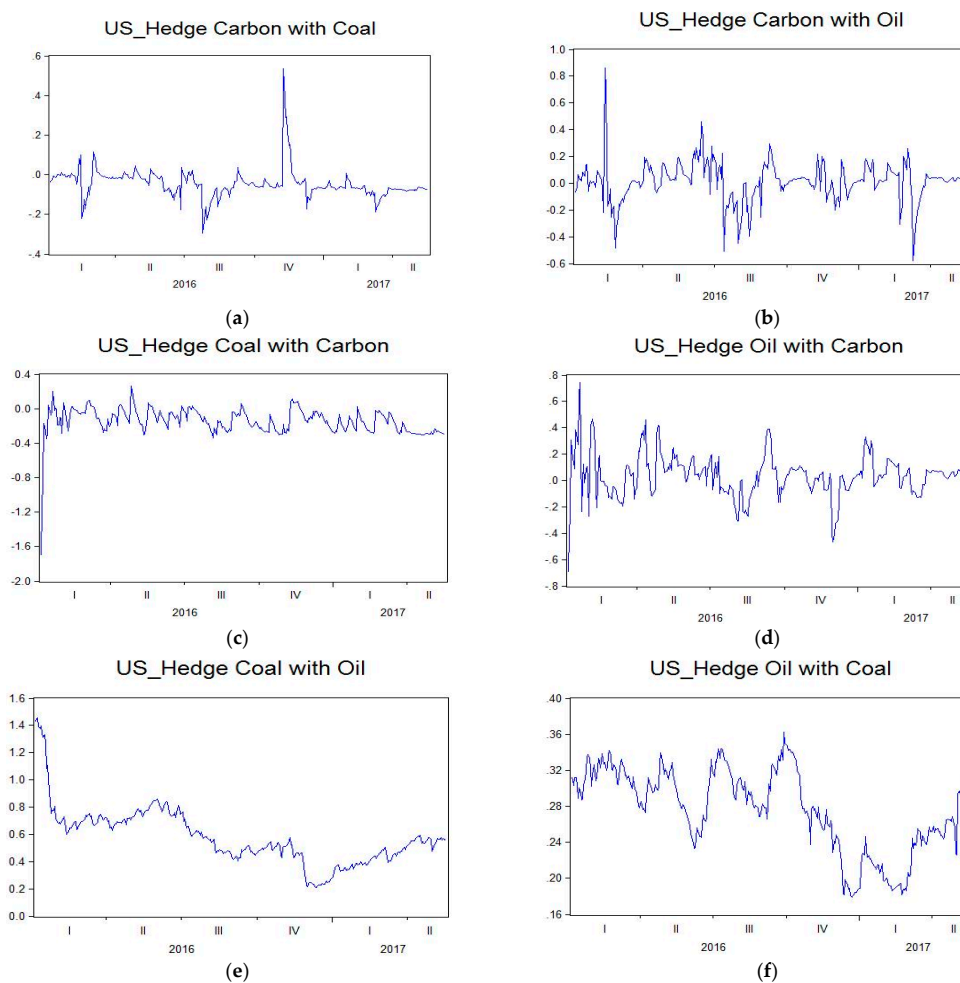 US_Hedge Carbon with Coal
.6
.4
.2
.0
-.2
-.4
I II III IV I II
2016 2017
(a)
US_Hedge Carbon with Oil
1.0
0.8
0.6
0.4
0.2
0.0
-0.2
-0.4
-0.6
I II III IV I II
2016 2017
(b)
US_Hedge Coal with Carbon
0.4
0.0
-0.4
-0.8
-1.2
-1.6
-2.0
I II III IV I II
2016 2017
(c)
US_Hedge Oil with Carbon
.8
.6
.4
.2
.0
-.2
-.4
-.6
-.8
I II III IV I II
2016 2017
(d)
US_Hedge Coal with Oil
1.6
1.4
1.2
1.0
0.8
0.6
0.4
0.2
0.0
I II III IV I II
2016 2017
(e)
US_Hedge Oil with Coal
.40
.36
.32
.28
.24
.20
.16
I II III IV I II
2016 2017
(f)